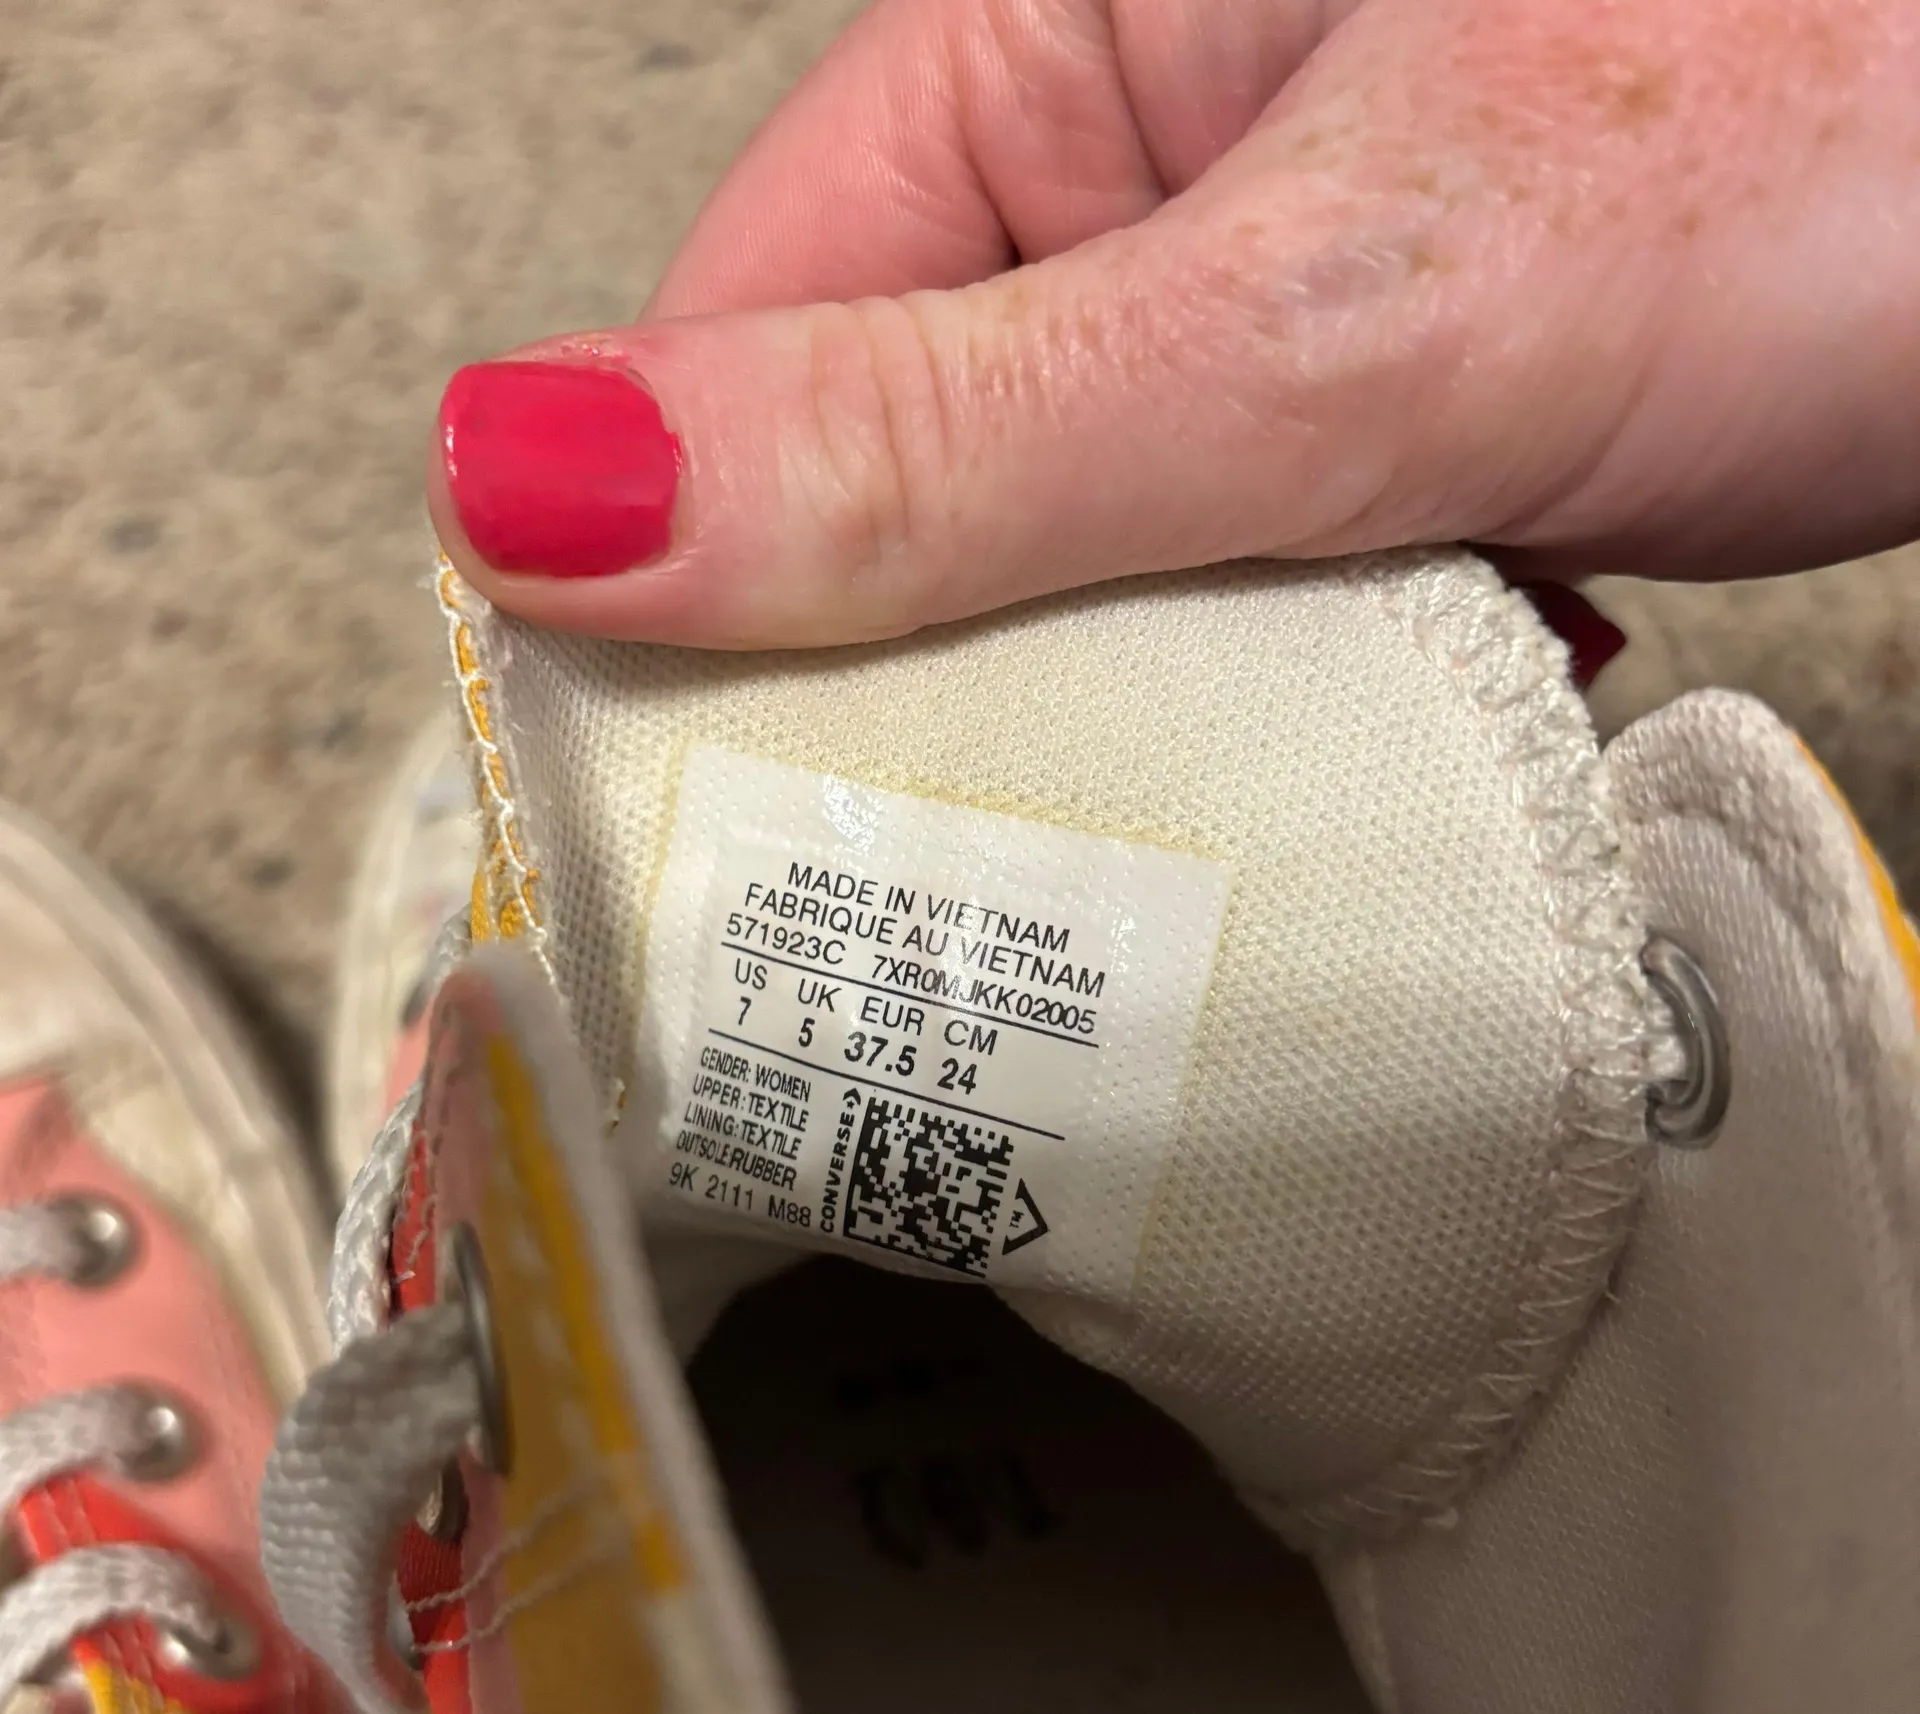 MADE IN VIETNAM
FABRIQUE AU VIETNAM
571923C 7XR0MJKK02005
US UK EUR CM
7 5 37.5 24
GENDER: WOMEN
UPPER: TEXTILE
LINING: TEXTILE
OUTSOLE:RUBBER
9K 2111 M88
CONVERSE
TM